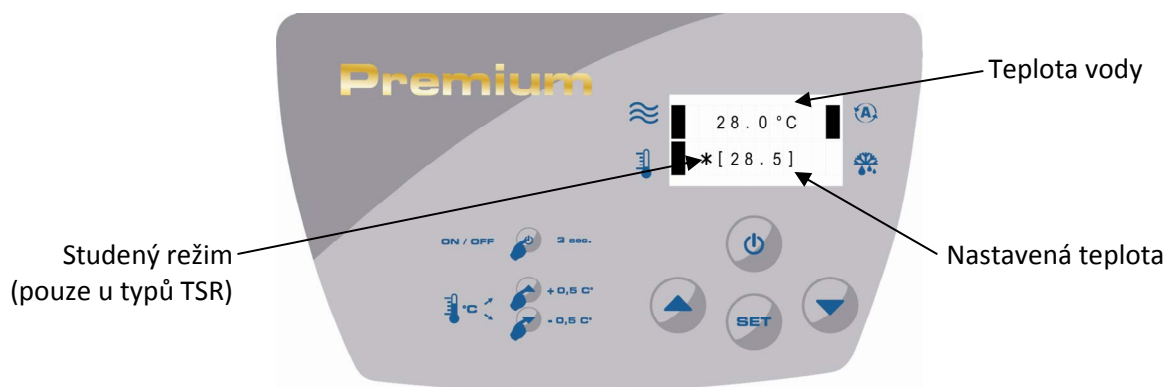 Premium
Teplota vody
28.0°C
A
*[28.5]
Studený režim
(pouze u typů TSR)
ON / OFF
3 sec.
Nastavená teplota
°C
+ 0,5 C°
- 0,5 C°
SET